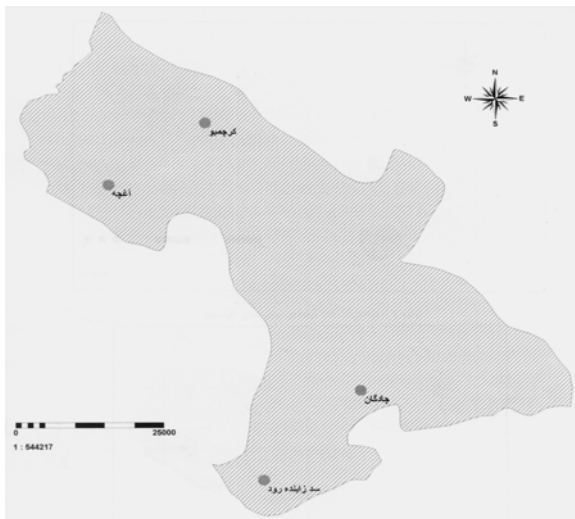 N
W E
S
کرچمبو
آغچه
چادگان
0 25000
1 : 544217
سد زاینده رود